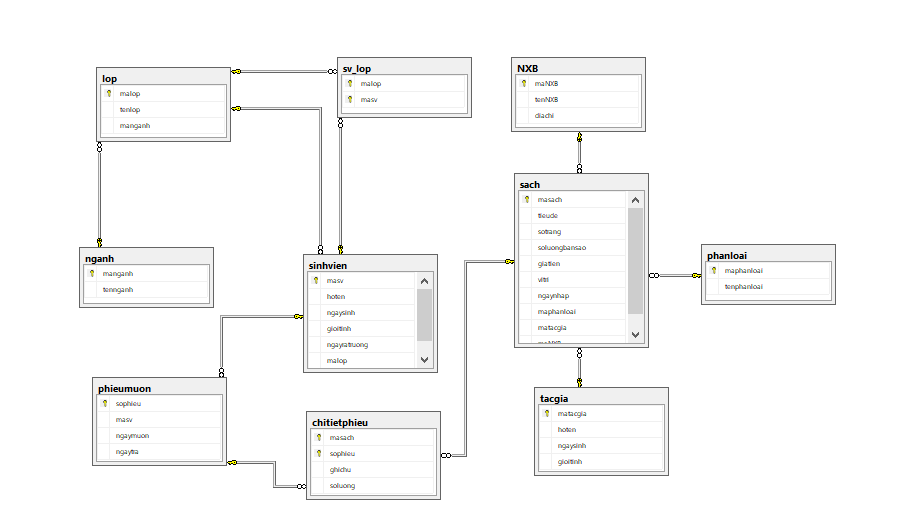 lop
malop
tenlop
manganh
sv_lop
malop
masv
NXB
maNXB
tenNXB
diachi
nganh
manganh
tennganh
sinhvien
masv
hoten
ngaysinh
gioitinh
ngayratruong
malop
sach
masach
tieude
sotrang
soluongbansao
giatien
vitri
ngaynhap
maphanloai
matacgia
maNXB
phanloai
maphanloai
tenphanloai
phieumuon
sophieu
masv
ngaymuon
ngaytra
chitietphieu
masach
sophieu
ghichu
soluong
tacgia
matacgia
hoten
ngaysinh
gioitinh